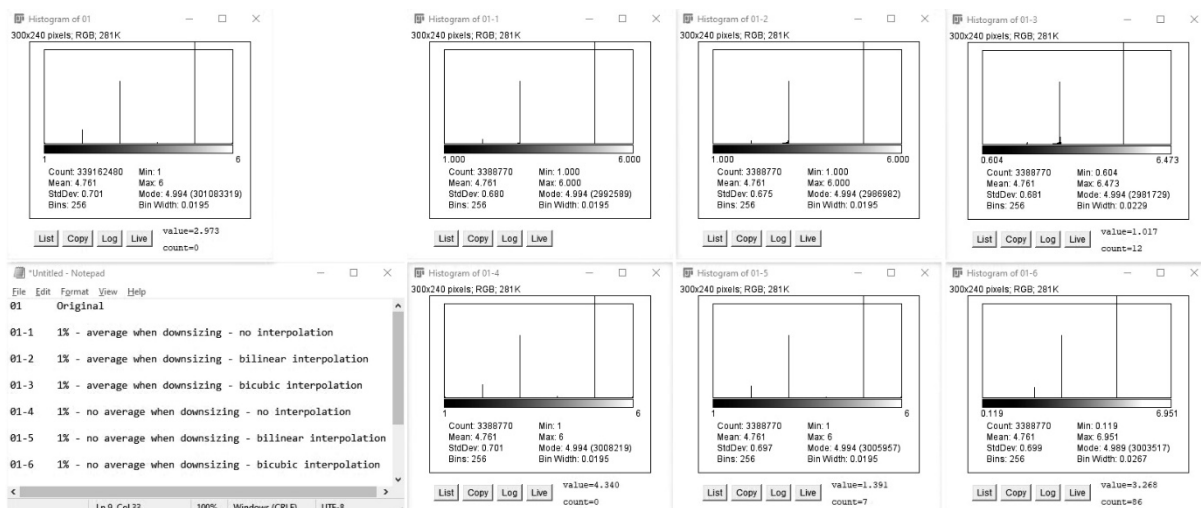 Histogram of 01
300x240 pixels; RGB; 281K
1 6
Count: 339162480 Min: 1
Mean: 4.761 Max: 6
StdDev: 0.701 Mode: 4.994 (301083319)
Bins: 256 Bin Width: 0.0195
List Copy Log Live value=2.973
count=0
Histogram of 01-1
300x240 pixels; RGB; 281K
1.000 6.000
Count: 3388770 Min: 1.000
Mean: 4.761 Max: 6.000
StdDev: 0.680 Mode: 4.994 (2992589)
Bins: 256 Bin Width: 0.0195
List Copy Log Live
Histogram of 01-2
300x240 pixels; RGB; 281K
1.000 6.000
Count: 3388770 Min: 1.000
Mean: 4.761 Max: 6.000
StdDev: 0.675 Mode: 4.994 (2986982)
Bins: 256 Bin Width: 0.0195
List Copy Log Live
Histogram of 01-3
300x240 pixels; RGB; 281K
0.604 6.473
Count: 3388770 Min: 0.604
Mean: 4.761 Max: 6.473
StdDev: 0.681 Mode: 4.994 (2981729)
Bins: 256 Bin Width: 0.0229
List Copy Log Live value=1.017
count=12
*Untitled - Notepad
File Edit Format View Help
01 Original
01-1 1% - average when downsizing - no interpolation
01-2 1% - average when downsizing - bilinear interpolation
01-3 1% - average when downsizing - bicubic interpolation
01-4 1% - no average when downsizing - no interpolation
01-5 1% - no average when downsizing - bilinear interpolation
01-6 1% - no average when downsizing - bicubic interpolation
Ln 9, Col 33 100% Windows (CRLF) UTF-8
Histogram of 01-4
300x240 pixels; RGB; 281K
1 6
Count: 3388770 Min: 1
Mean: 4.761 Max: 6
StdDev: 0.701 Mode: 4.994 (3008219)
Bins: 256 Bin Width: 0.0195
List Copy Log Live value=4.340
count=0
Histogram of 01-5
300x240 pixels; RGB; 281K
1 6
Count: 3388770 Min: 1
Mean: 4.761 Max: 6
StdDev: 0.697 Mode: 4.994 (3005957)
Bins: 256 Bin Width: 0.0195
List Copy Log Live value=1.391
count=7
Histogram of 01-6
300x240 pixels; RGB; 281K
0.119 6.951
Count: 3388770 Min: 0.119
Mean: 4.761 Max: 6.951
StdDev: 0.699 Mode: 4.989 (3003517)
Bins: 256 Bin Width: 0.0267
List Copy Log Live value=3.268
count=86